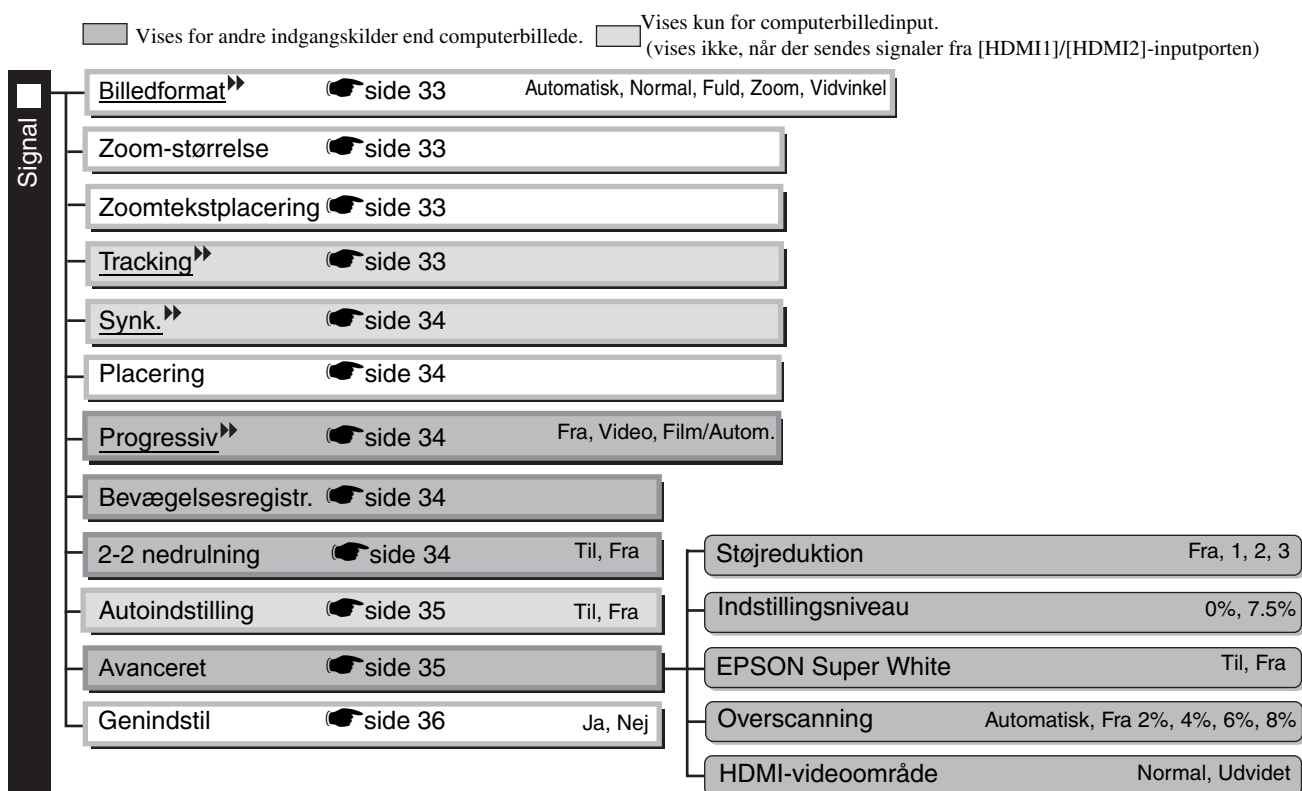 Vises for andre indgangskilder end computerbillede.
Vises kun for computerbilledinput.
(vises ikke, når der sendes signaler fra [HDMI1]/[HDMI2]-inputporten)
Signal
Billedformat side 33 Automatisk, Normal, Fuld, Zoom, Vidvinkel
Zoom-størrelse side 33
Zoomtekstplacering side 33
Tracking side 33
Synk. side 34
Placering side 34
Progressiv side 34 Fra, Video, Film/Autom.
Bevægelsesregistr. side 34
2-2 nedrulning side 34 Til, Fra
Autoindstilling side 35 Til, Fra
Avanceret side 35
Genindstil side 36 Ja, Nej
Støjreduktion Fra, 1, 2, 3
Indstillingsniveau 0%, 7.5%
EPSON Super White Til, Fra
Overscanning Automatisk, Fra 2%, 4%, 6%, 8%
HDMI-videoområde Normal, Udvidet